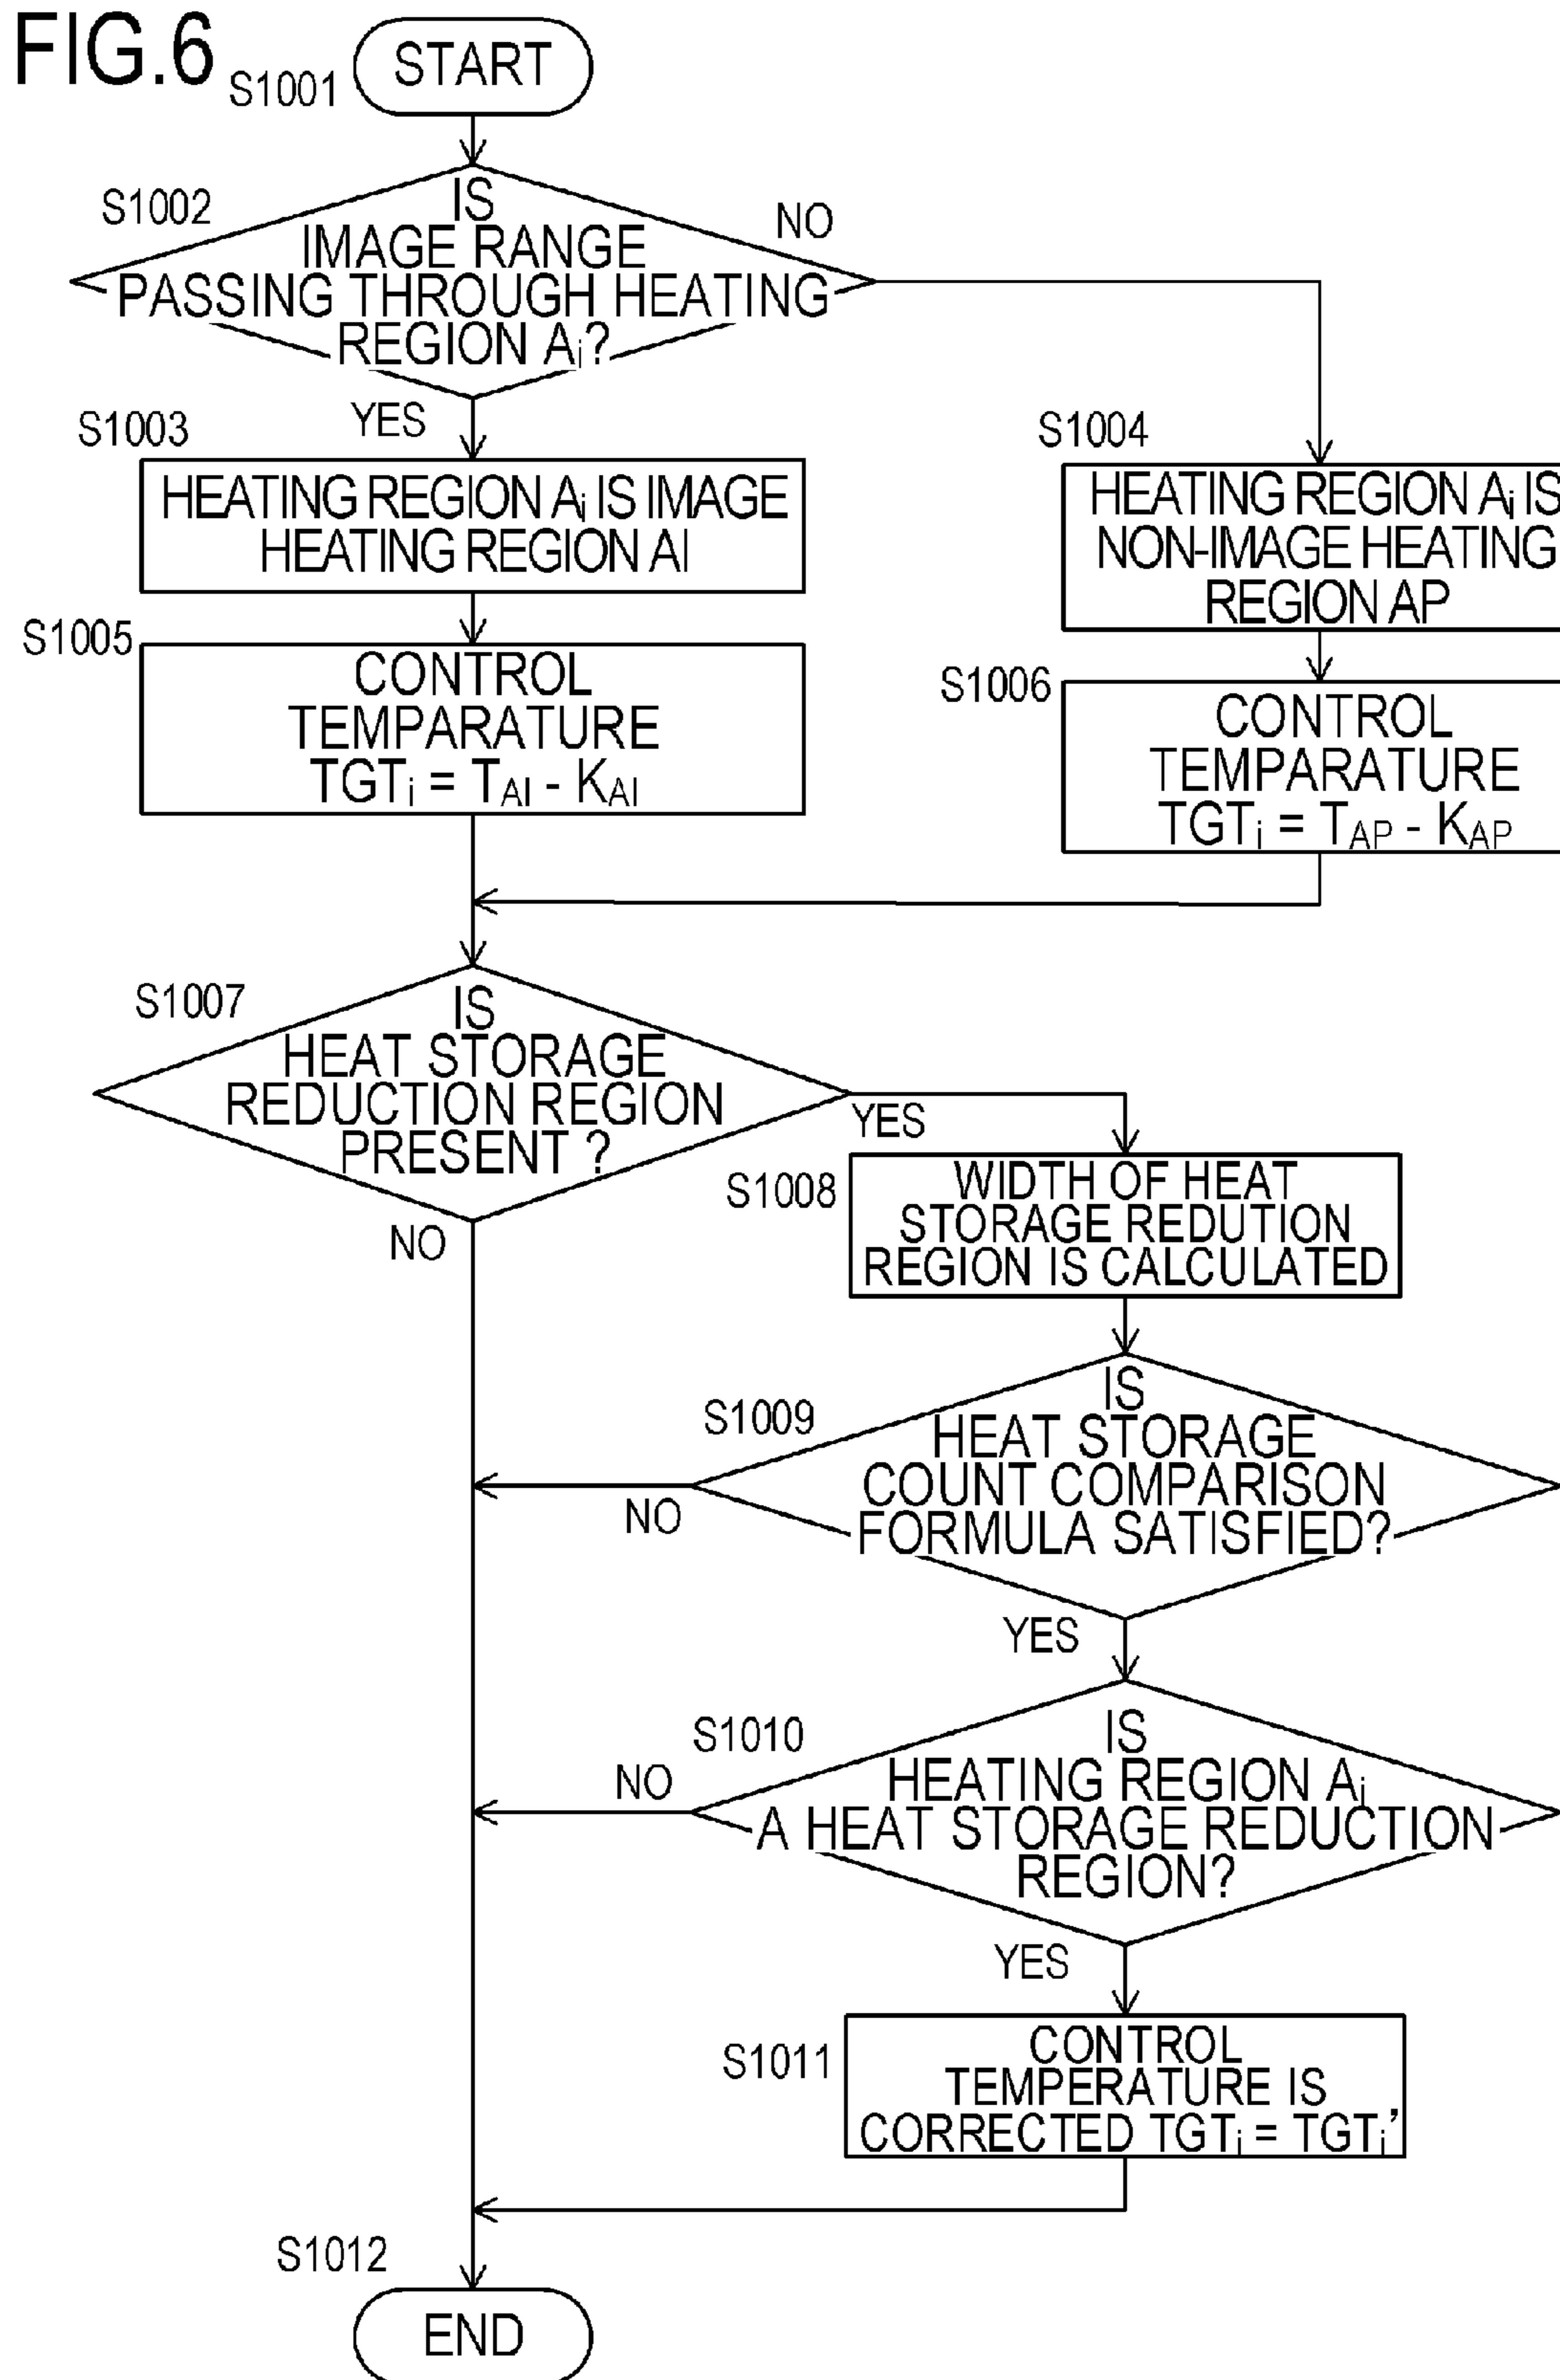 FIG.6
S1001
START
S1002
IS
IMAGE RANGE
PASSING THROUGH HEATING
REGION Ai?
NO
YES
S1003
HEATING REGION Ai IS IMAGE
HEATING REGION AI
S1004
HEATING REGION Ai IS
NON-IMAGE HEATING
REGION AP
S1005
CONTROL
TEMPARATURE
TGTi = TAI - KAI
S1006
CONTROL
TEMPARATURE
TGTi = TAP - KAP
S1007
IS
HEAT STORAGE
REDUCTION REGION
PRESENT ?
YES
NO
S1008
WIDTH OF HEAT
STORAGE REDUTION
REGION IS CALCULATED
S1009
IS
HEAT STORAGE
COUNT COMPARISON
FORMULA SATISFIED?
NO
YES
S1010
IS
HEATING REGION Ai
A HEAT STORAGE REDUCTION
REGION?
NO
YES
S1011
CONTROL
TEMPERATURE IS
CORRECTED TGTi = TGTi'
S1012
END